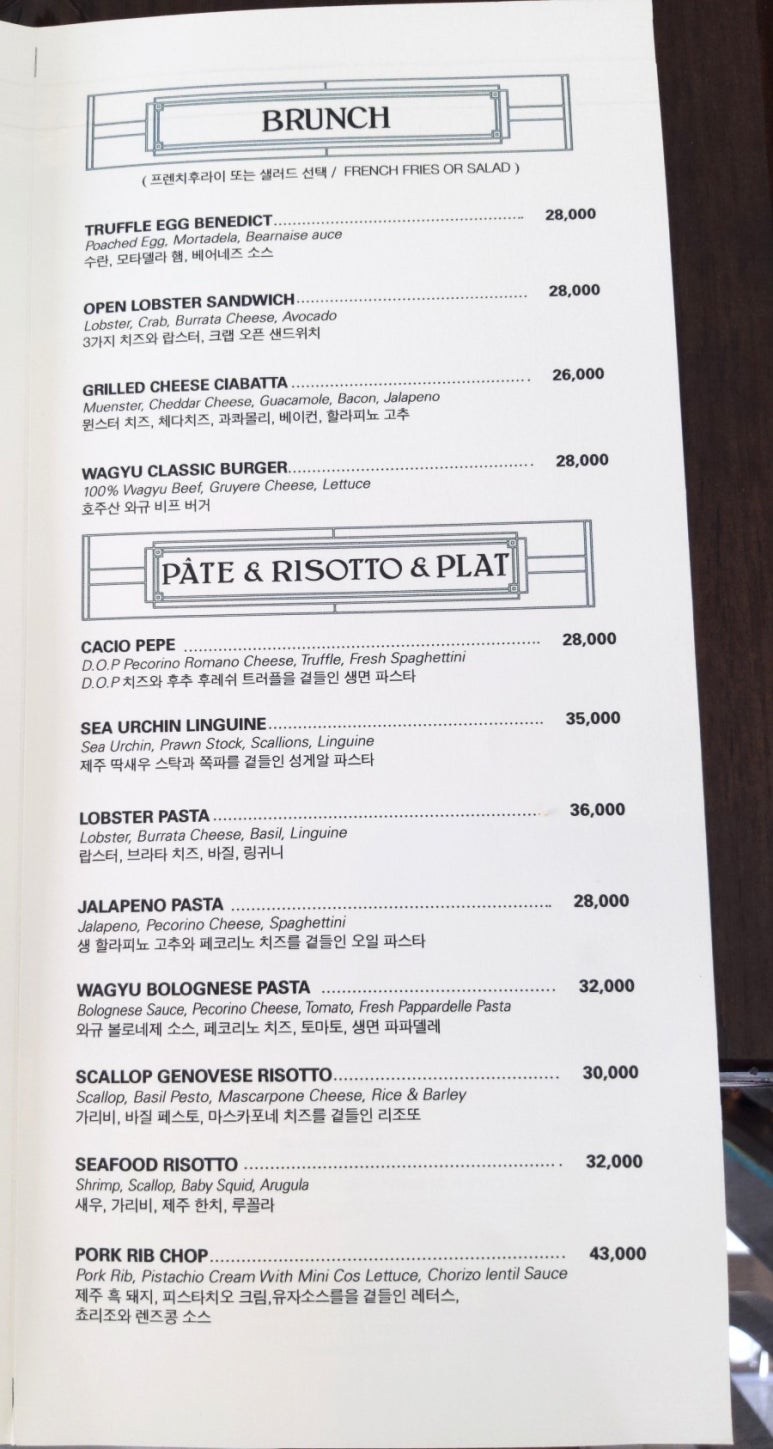 BRUNCH
( 프렌치후라이 또는 샐러드 선택 / FRENCH FRIES OR SALAD )
TRUFFLE EGG BENEDICT 28,000
Poached Egg, Mortadela, Bearnaise auce
수란, 모타델라 햄, 베어네즈 소스
OPEN LOBSTER SANDWICH 28,000
Lobster, Crab, Burrata Cheese, Avocado
3가지 치즈와 랍스터, 크랩 오픈 샌드위치
GRILLED CHEESE CIABATTA 26,000
Muenster, Cheddar Cheese, Guacamole, Bacon, Jalapeno
뮌스터 치즈, 체다치즈, 과콰몰리, 베이컨, 할라피뇨 고추
WAGYU CLASSIC BURGER 28,000
100% Wagyu Beef, Gruyere Cheese, Lettuce
호주산 와규 비프 버거
PÂTE & RISOTTO & PLAT
CACIO PEPE 28,000
D.O.P Pecorino Romano Cheese, Truffle, Fresh Spaghettini
D.O.P 치즈와 후추 후레쉬 트러플을 곁들인 생면 파스타
SEA URCHIN LINGUINE 35,000
Sea Urchin, Prawn Stock, Scallions, Linguine
제주 딱새우 스탁과 쪽파를 곁들인 성게알 파스타
LOBSTER PASTA 36,000
Lobster, Burrata Cheese, Basil, Linguine
랍스터, 브라타 치즈, 바질, 링귀니
JALAPENO PASTA 28,000
Jalapeno, Pecorino Cheese, Spaghettini
생 할라피뇨 고추와 페코리노 치즈를 곁들인 오일 파스타
WAGYU BOLOGNESE PASTA 32,000
Bolognese Sauce, Pecorino Cheese, Tomato, Fresh Pappardelle Pasta
와규 볼로네제 소스, 페코리노 치즈, 토마토, 생면 파파델레
SCALLOP GENOVESE RISOTTO 30,000
Scallop, Basil Pesto, Mascarpone Cheese, Rice & Barley
가리비, 바질 페스토, 마스카포네 치즈를 곁들인 리조또
SEAFOOD RISOTTO 32,000
Shrimp, Scallop, Baby Squid, Arugula
새우, 가리비, 제주 한치, 루꼴라
PORK RIB CHOP 43,000
Pork Rib, Pistachio Cream With Mini Cos Lettuce, Chorizo lentil Sauce
제주 흑 돼지, 피스타치오 크림,유자소스를을 곁들인 레터스,
쵸리조와 렌즈콩 소스